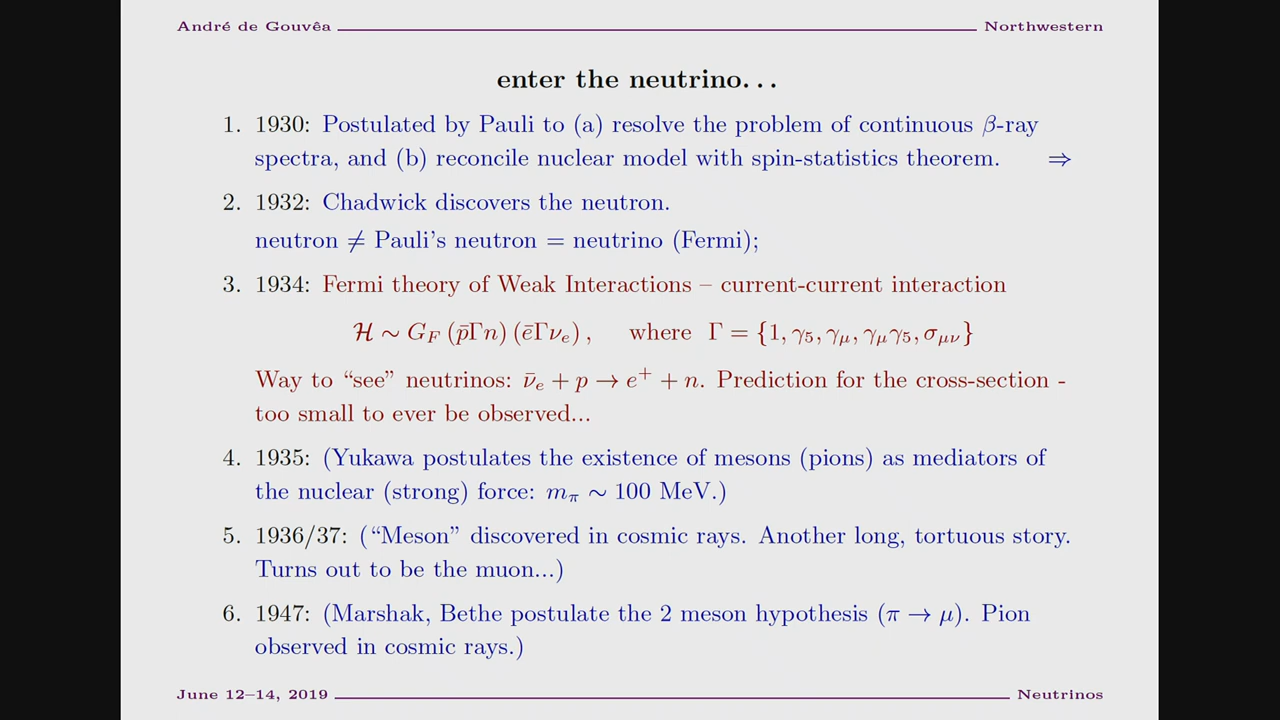 André de Gouvêa Northwestern
enter the neutrino. . .
1. 1930: Postulated by Pauli to (a) resolve the problem of continuous β-ray
spectra, and (b) reconcile nuclear model with spin-statistics theorem. ⇒
2. 1932: Chadwick discovers the neutron.
neutron ≠ Pauli's neutron = neutrino (Fermi);
3. 1934: Fermi theory of Weak Interactions – current-current interaction
ℋ ∼ G_F (p̄Γn) (ēΓν_e) , where Γ = {1, γ_5, γ_μ, γ_μγ_5, σ_μν}
Way to “see” neutrinos: ν̄_e + p → e⁺ + n. Prediction for the cross-section -
too small to ever be observed...
4. 1935: (Yukawa postulates the existence of mesons (pions) as mediators of
the nuclear (strong) force: m_π ∼ 100 MeV.)
5. 1936/37: (“Meson” discovered in cosmic rays. Another long, tortuous story.
Turns out to be the muon...)
6. 1947: (Marshak, Bethe postulate the 2 meson hypothesis (π → μ). Pion
observed in cosmic rays.)
June 12–14, 2019 Neutrinos